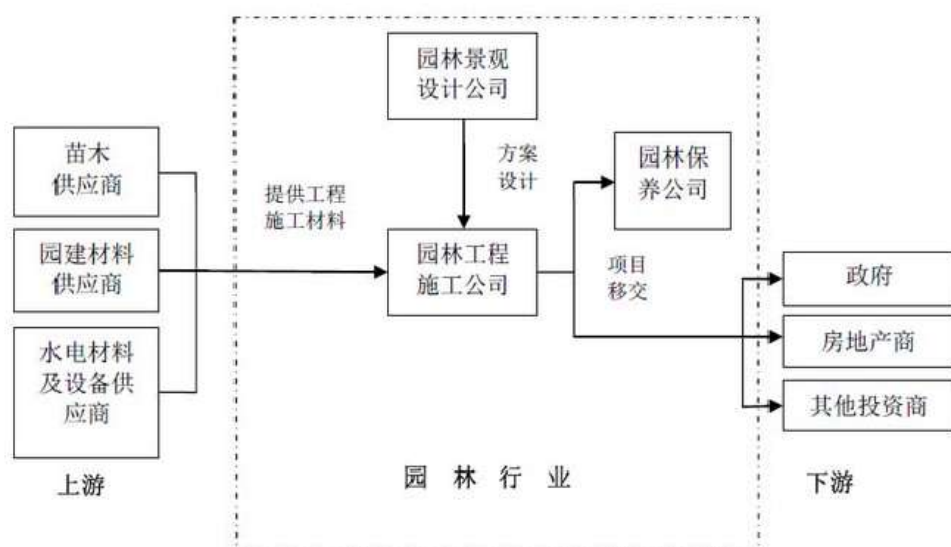 园林景观
设计公司
苗木
供应商
方案
设计
园林保
养公司
提供工程
施工材料
园建材料
供应商
园林工程
施工公司
项目
移交
政府
水电材料
及设备供
应商
房地产商
其他投资商
上游
园 林 行 业
下游